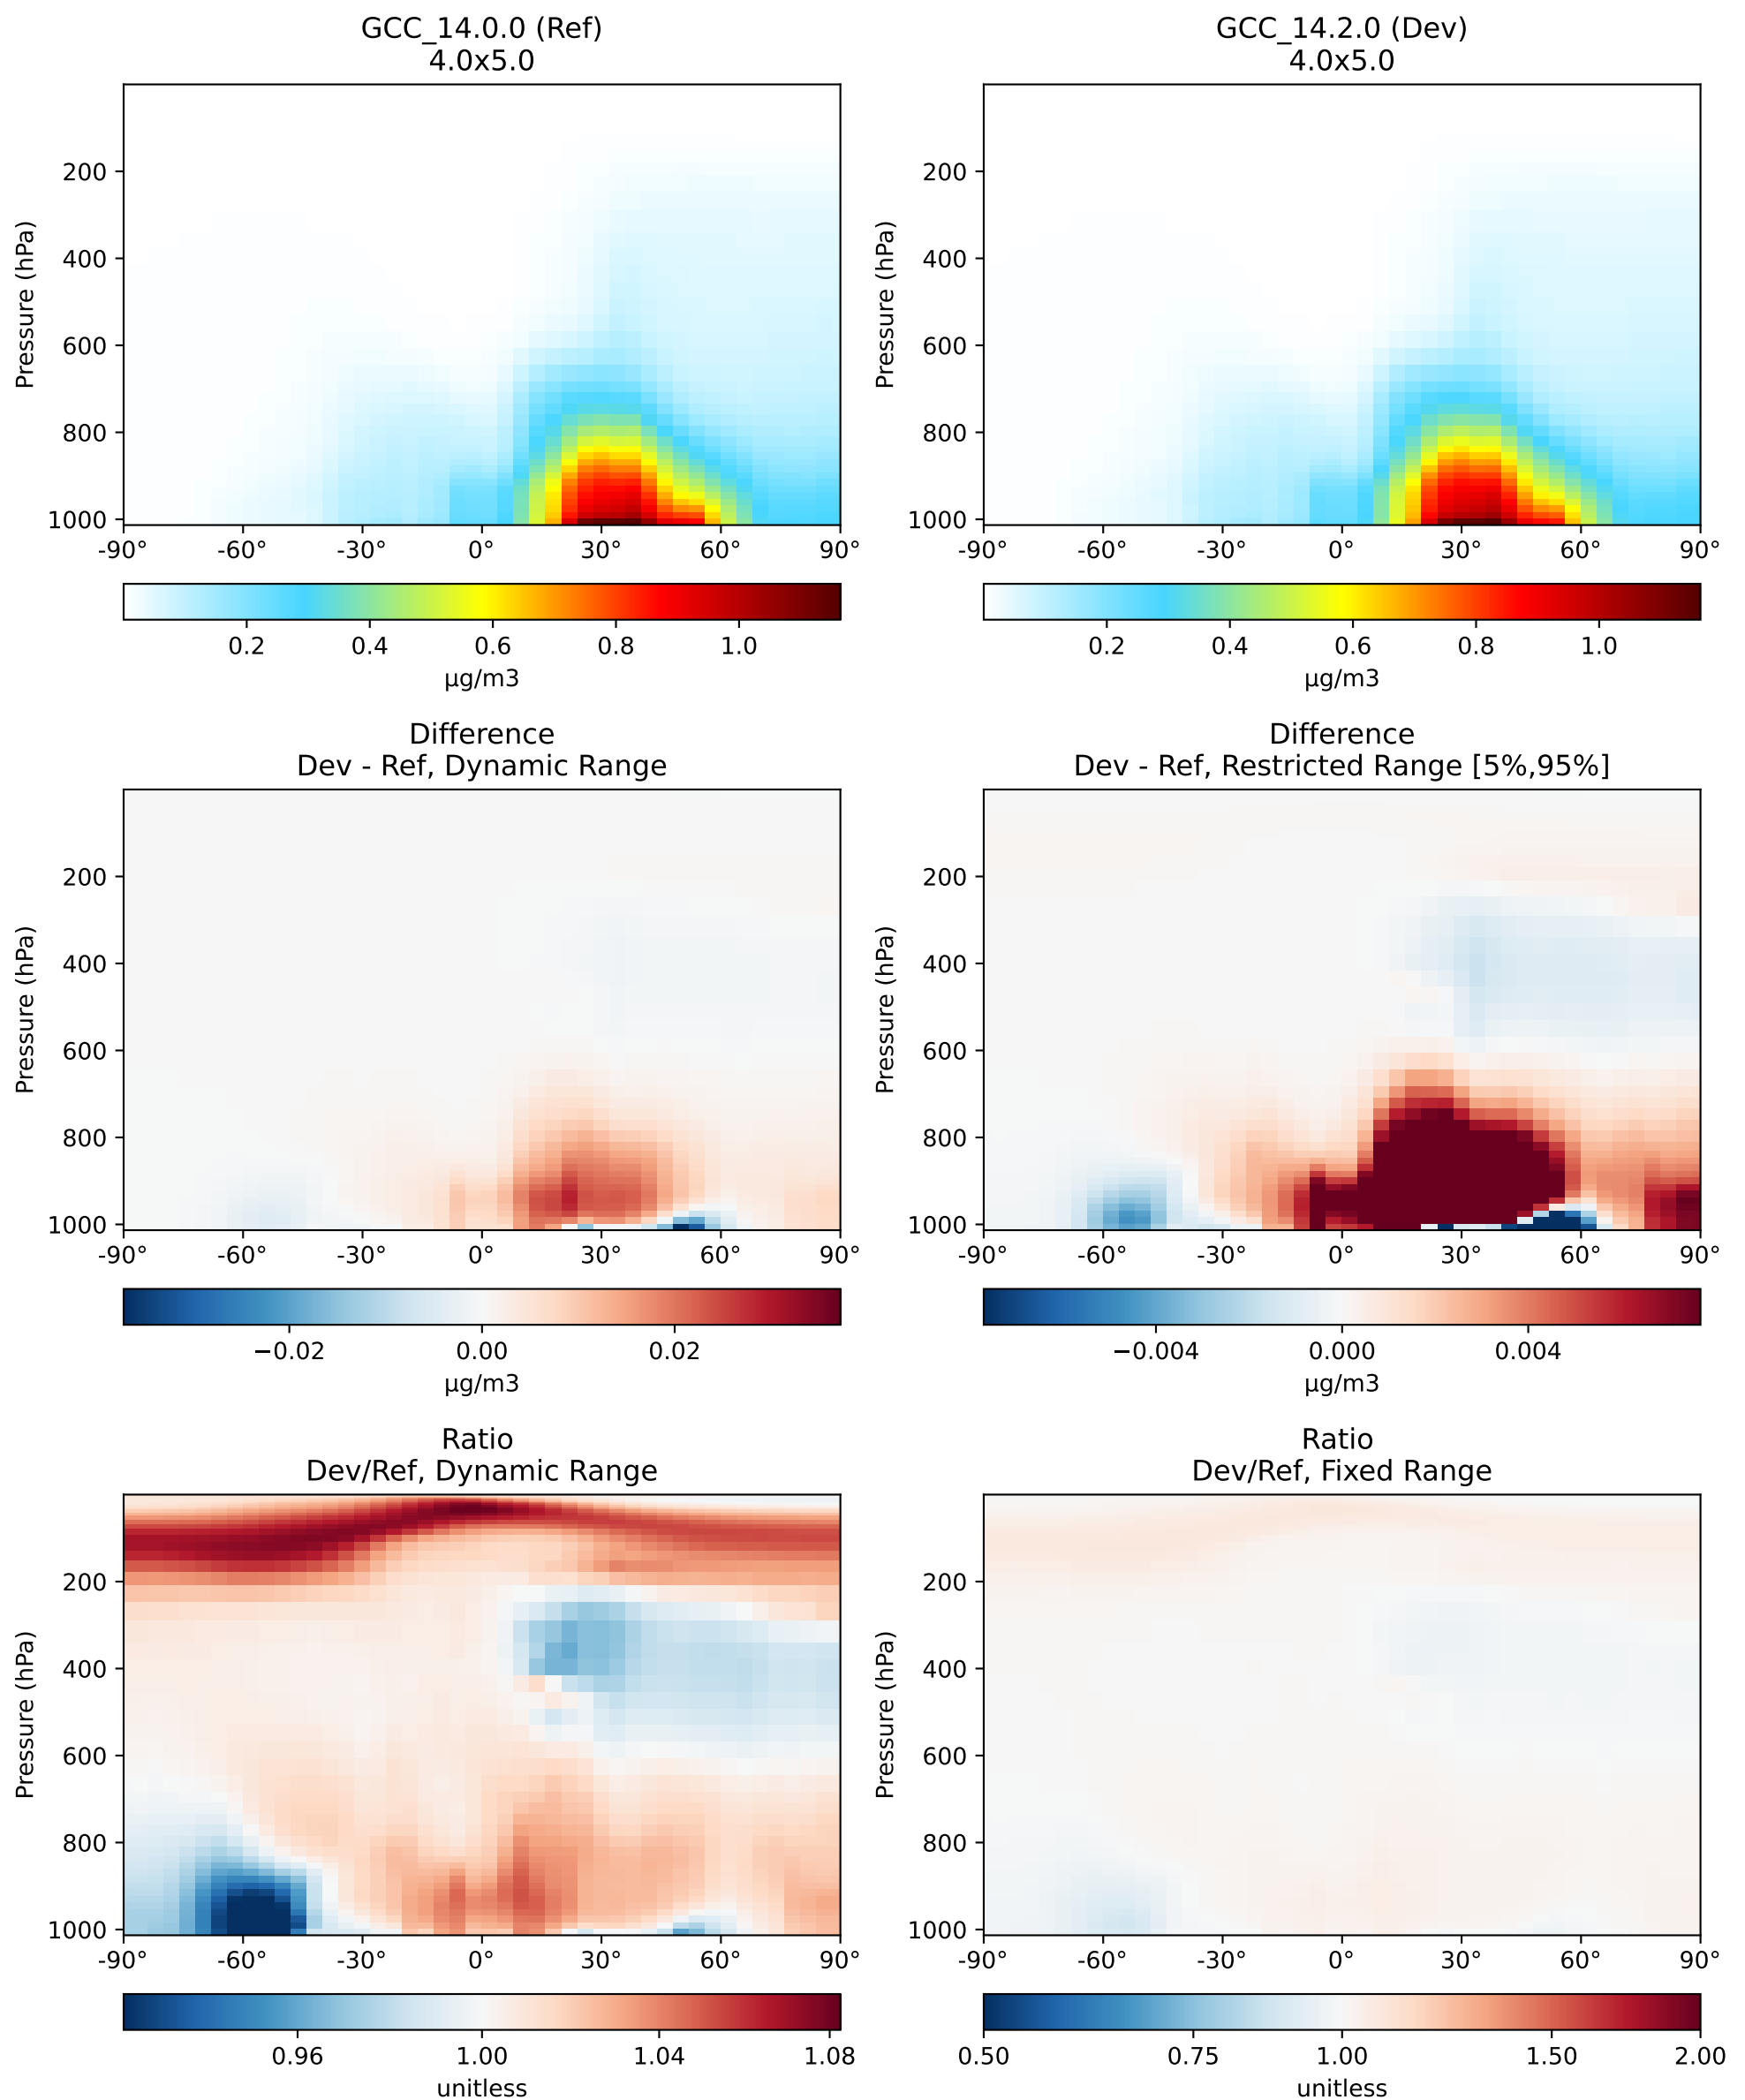 GCC_14.0.0 (Ref)
4.0x5.0
GCC_14.2.0 (Dev)
4.0x5.0
Pressure (hPa)
200
400
600
800
1000
-90° -60° -30° 0° 30° 60° 90°
0.2 0.4 0.6 0.8 1.0
µg/m3
Pressure (hPa)
200
400
600
800
1000
-90° -60° -30° 0° 30° 60° 90°
0.2 0.4 0.6 0.8 1.0
µg/m3
Difference
Dev - Ref, Dynamic Range
Pressure (hPa)
200
400
600
800
1000
-90° -60° -30° 0° 30° 60° 90°
−0.02 0.00 0.02
µg/m3
Difference
Dev - Ref, Restricted Range [5%,95%]
Pressure (hPa)
200
400
600
800
1000
-90° -60° -30° 0° 30° 60° 90°
−0.004 0.000 0.004
µg/m3
Ratio
Dev/Ref, Dynamic Range
Pressure (hPa)
200
400
600
800
1000
-90° -60° -30° 0° 30° 60° 90°
0.96 1.00 1.04 1.08
unitless
Ratio
Dev/Ref, Fixed Range
Pressure (hPa)
200
400
600
800
1000
-90° -60° -30° 0° 30° 60° 90°
0.50 0.75 1.00 1.50 2.00
unitless